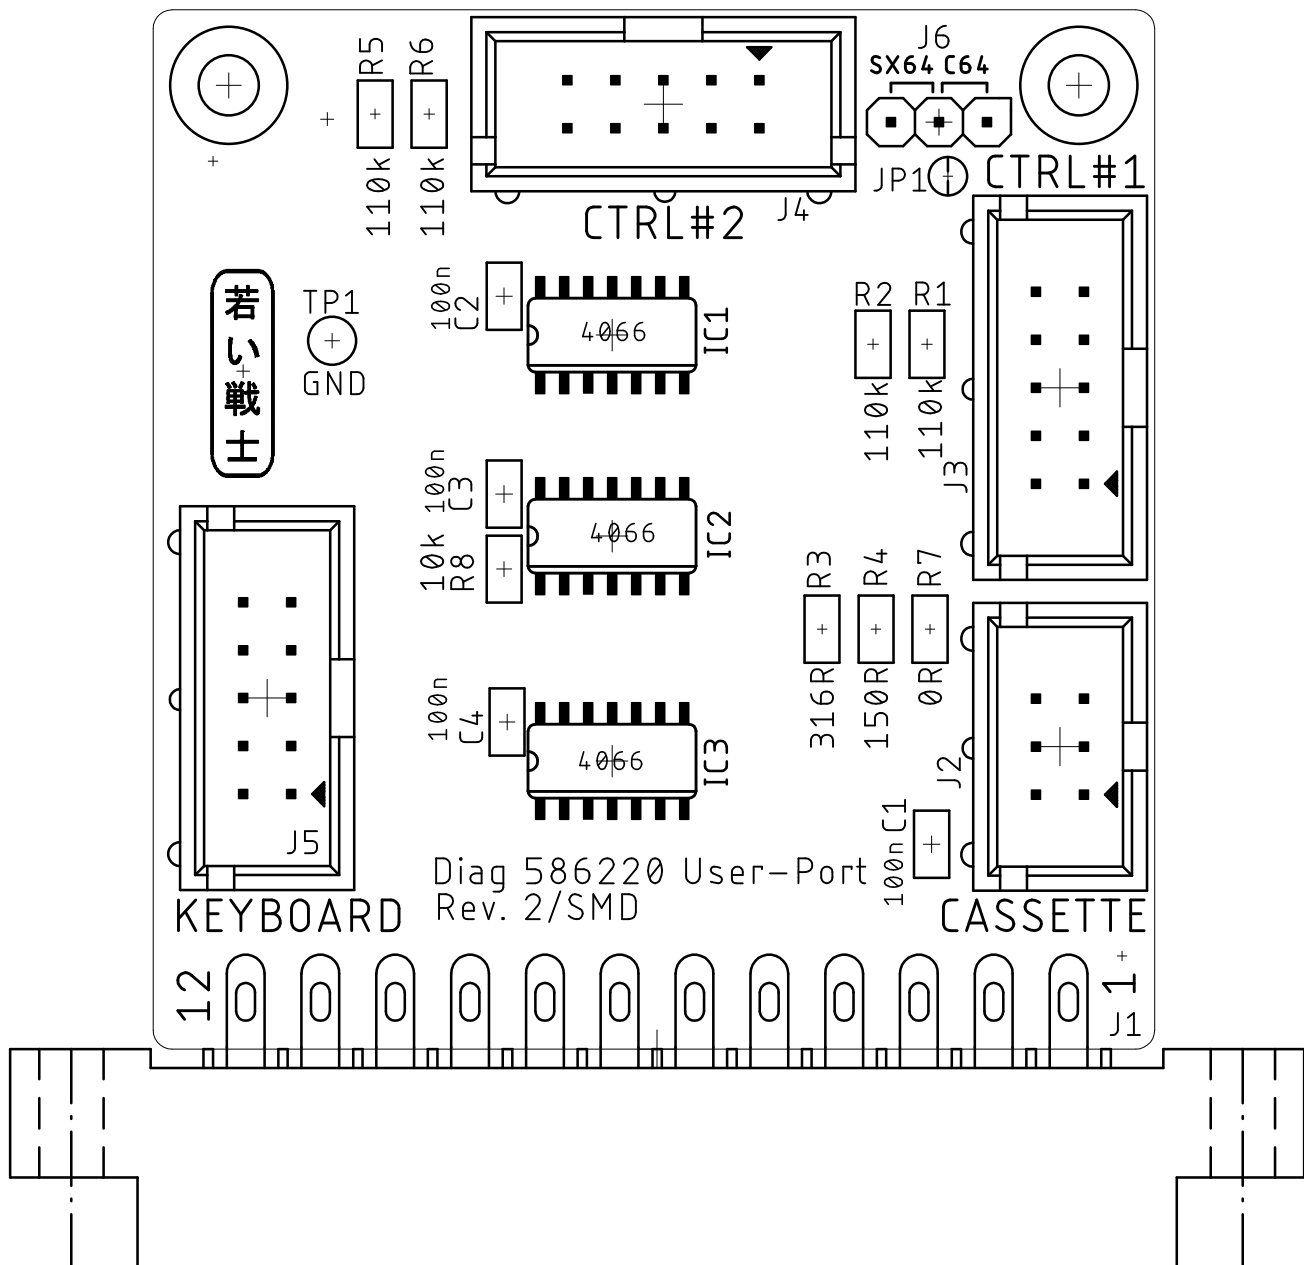 R5
R6
110k
110k
J4
CTRL#2
J6
SX64 C64
JP1
CTRL#1
若い戦士
TP1
GND
100n
C2
4066
IC1
R2
R1
110k
110k
J3
100n
C3
10k
R8
4066
IC2
R3
R4
R7
316R
150R
0R
J2
100n
C4
4066
IC3
C1
100n
J5
Diag 586220 User-Port
Rev. 2/SMD
KEYBOARD
CASSETTE
12
1
J1